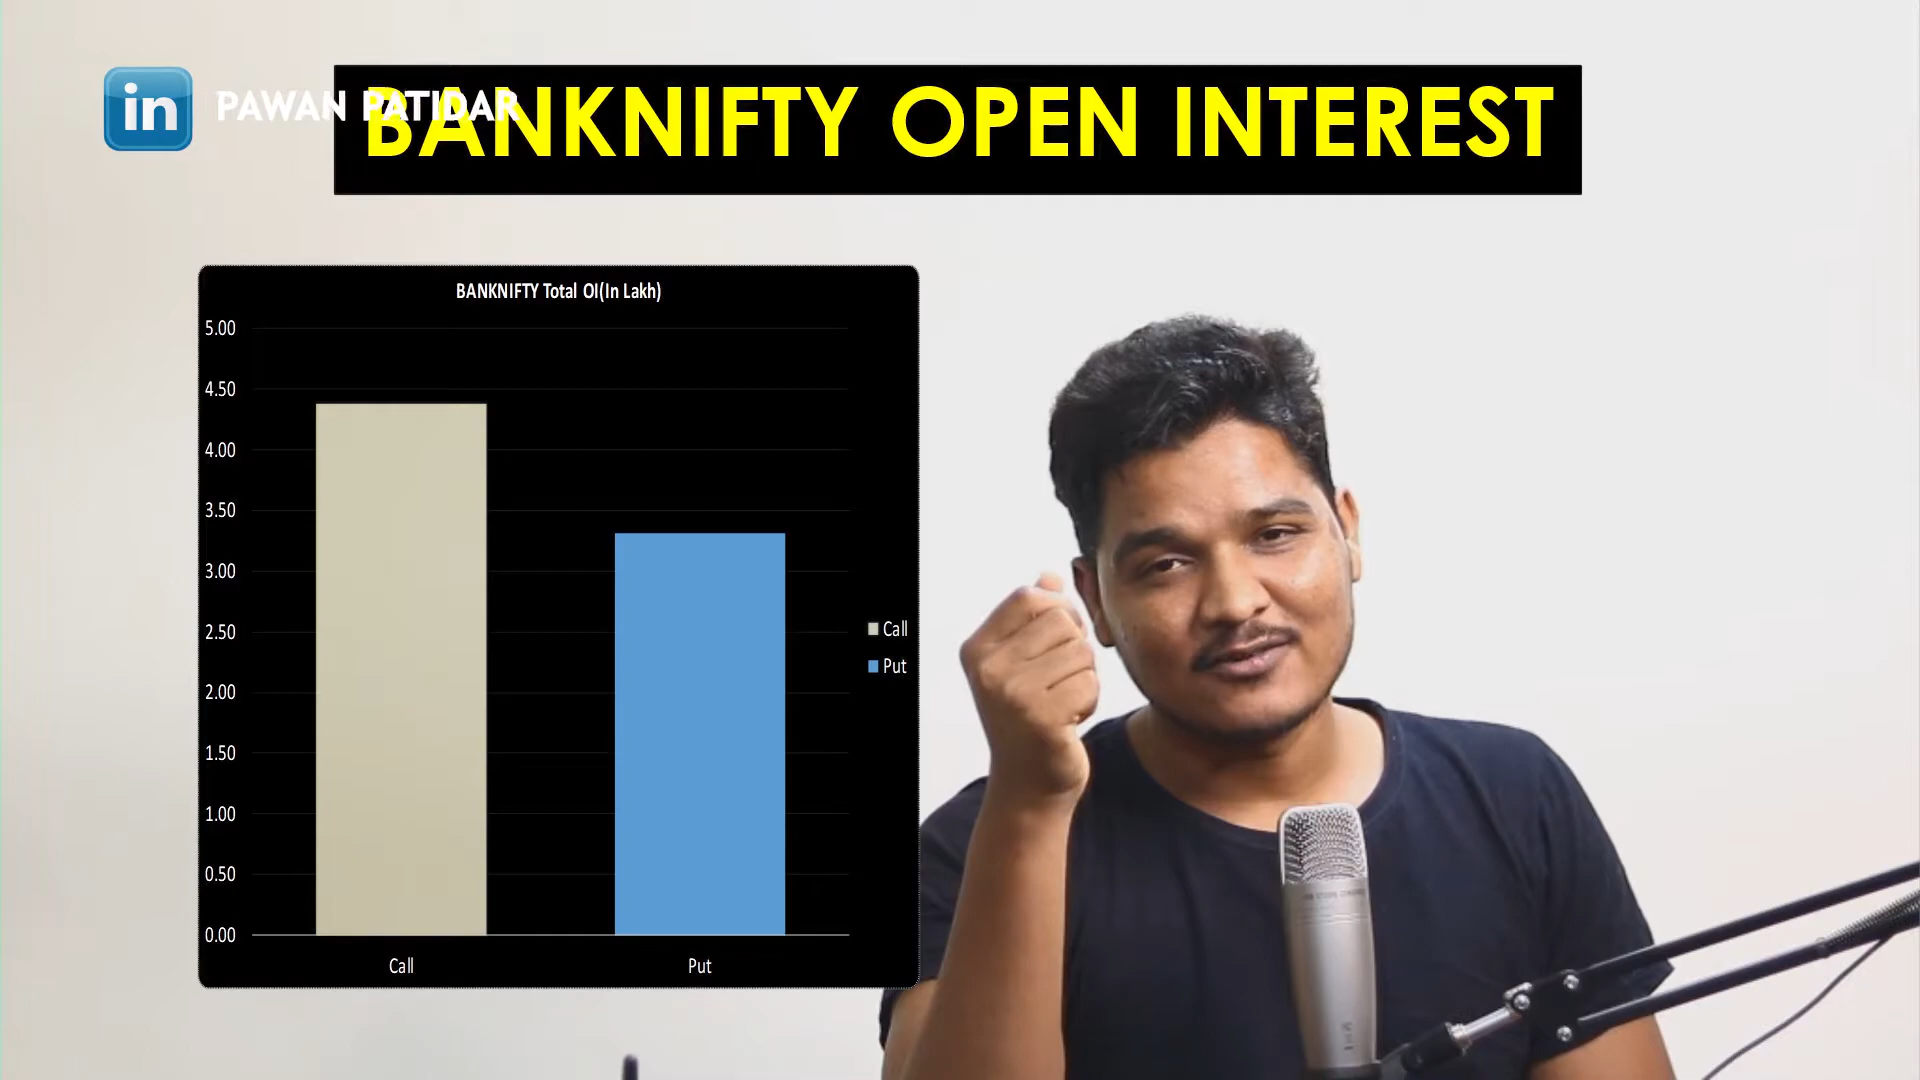 in PAWAN PATIDAR
BANKNIFTY OPEN INTEREST
BANKNIFTY Total OI(In Lakh)
5.00
4.50
4.00
3.50
3.00
2.50
2.00
1.50
1.00
0.50
0.00
Call
Put
Call
Put